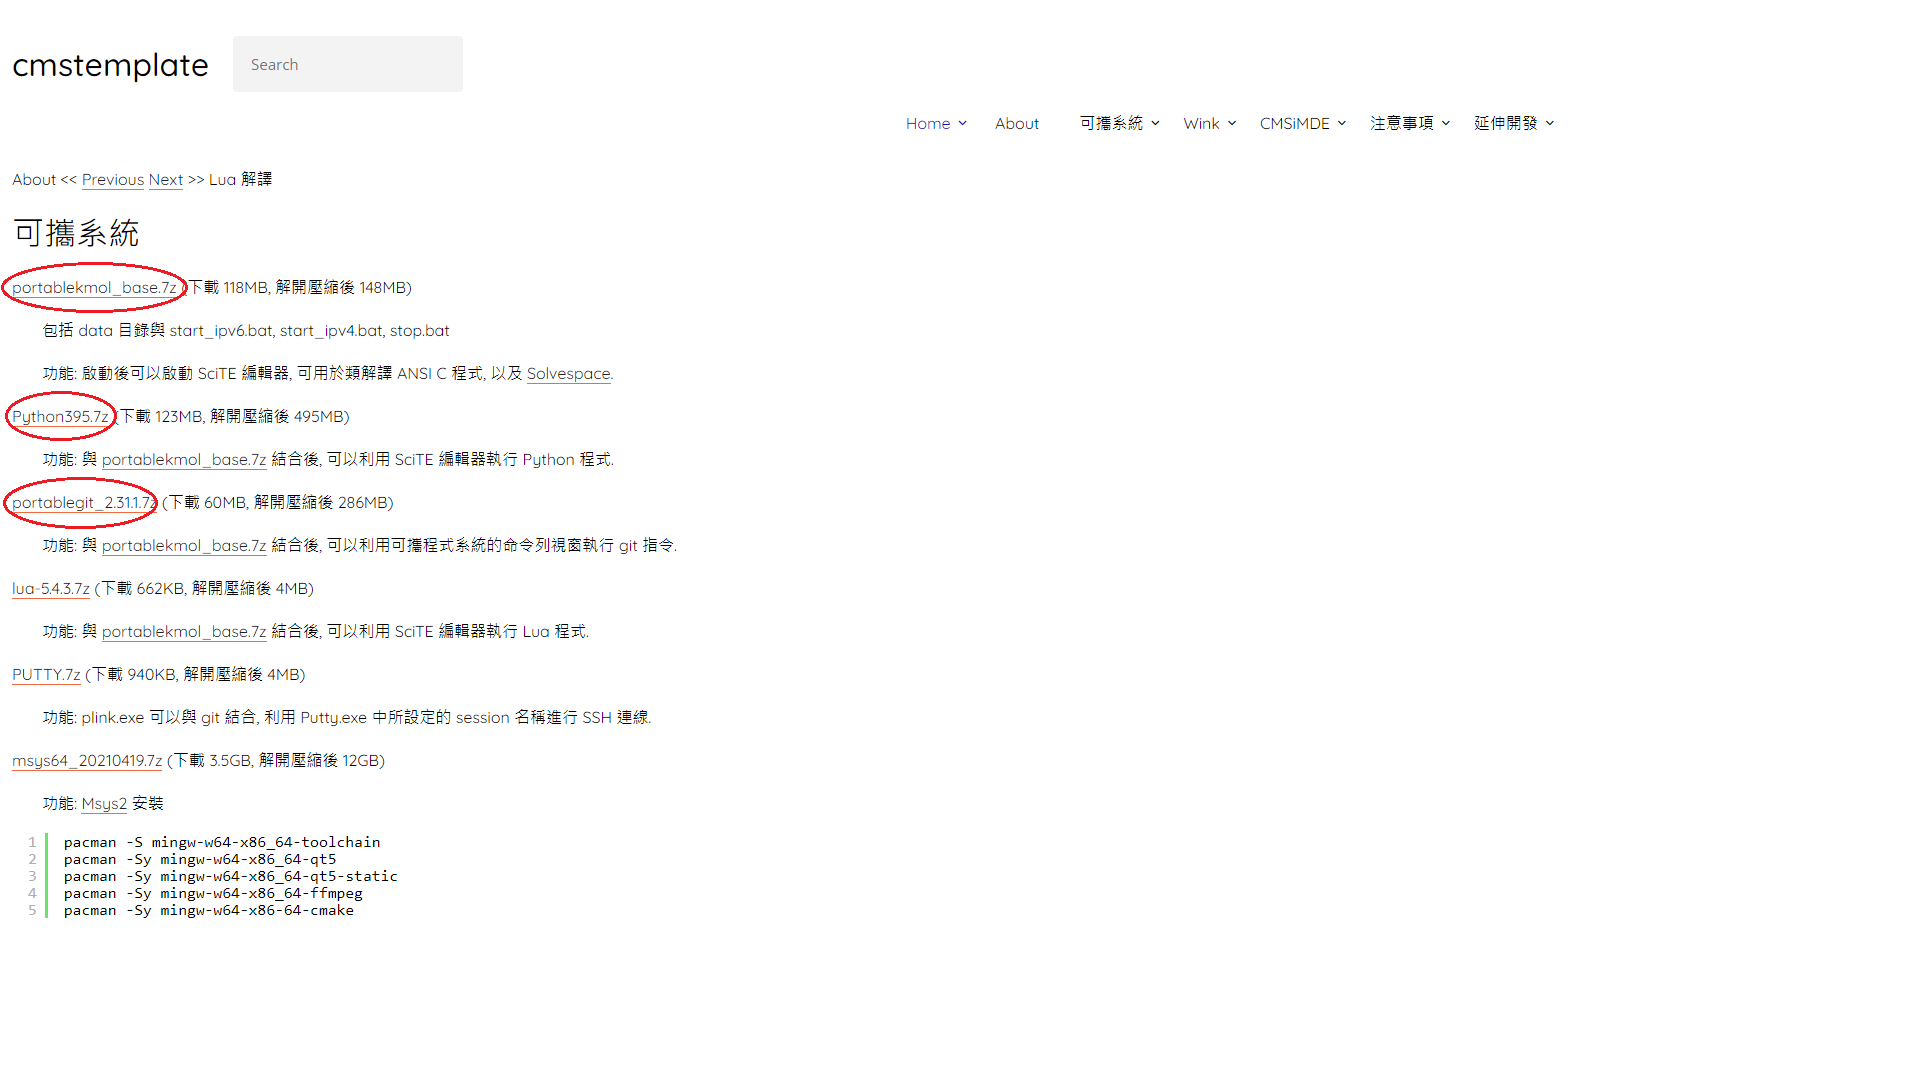 cmstemplate
Search
Home
About
可攜系統
Wink
CMSiMDE
注意事項
延伸開發
About << Previous Next >> Lua 解譯
可攜系統
portablekmol_base.7z (下載 118MB, 解開壓縮後 148MB)
包括 data 目錄與 start_ipv6.bat, start_ipv4.bat, stop.bat
功能: 啟動後可以啟動 SciTE 編輯器, 可用於類解譯 ANSI C 程式, 以及 Solvespace.
Python395.7z (下載 123MB, 解開壓縮後 495MB)
功能: 與 portablekmol_base.7z 結合後, 可以利用 SciTE 編輯器執行 Python 程式.
portablegit_2.31.1.7z (下載 60MB, 解開壓縮後 286MB)
功能: 與 portablekmol_base.7z 結合後, 可以利用可攜程式系統的命令列視窗執行 git 指令.
lua-5.4.3.7z (下載 662KB, 解開壓縮後 4MB)
功能: 與 portablekmol_base.7z 結合後, 可以利用 SciTE 編輯器執行 Lua 程式.
PUTTY.7z (下載 940KB, 解開壓縮後 4MB)
功能: plink.exe 可以與 git 結合, 利用 Putty.exe 中所設定的 session 名稱進行 SSH 連線.
msys64_20210419.7z (下載 3.5GB, 解開壓縮後 12GB)
功能: Msys2 安裝
1 pacman -S mingw-w64-x86_64-toolchain
2 pacman -Sy mingw-w64-x86_64-qt5
3 pacman -Sy mingw-w64-x86_64-qt5-static
4 pacman -Sy mingw-w64-x86_64-ffmpeg
5 pacman -Sy mingw-w64-x86-64-cmake